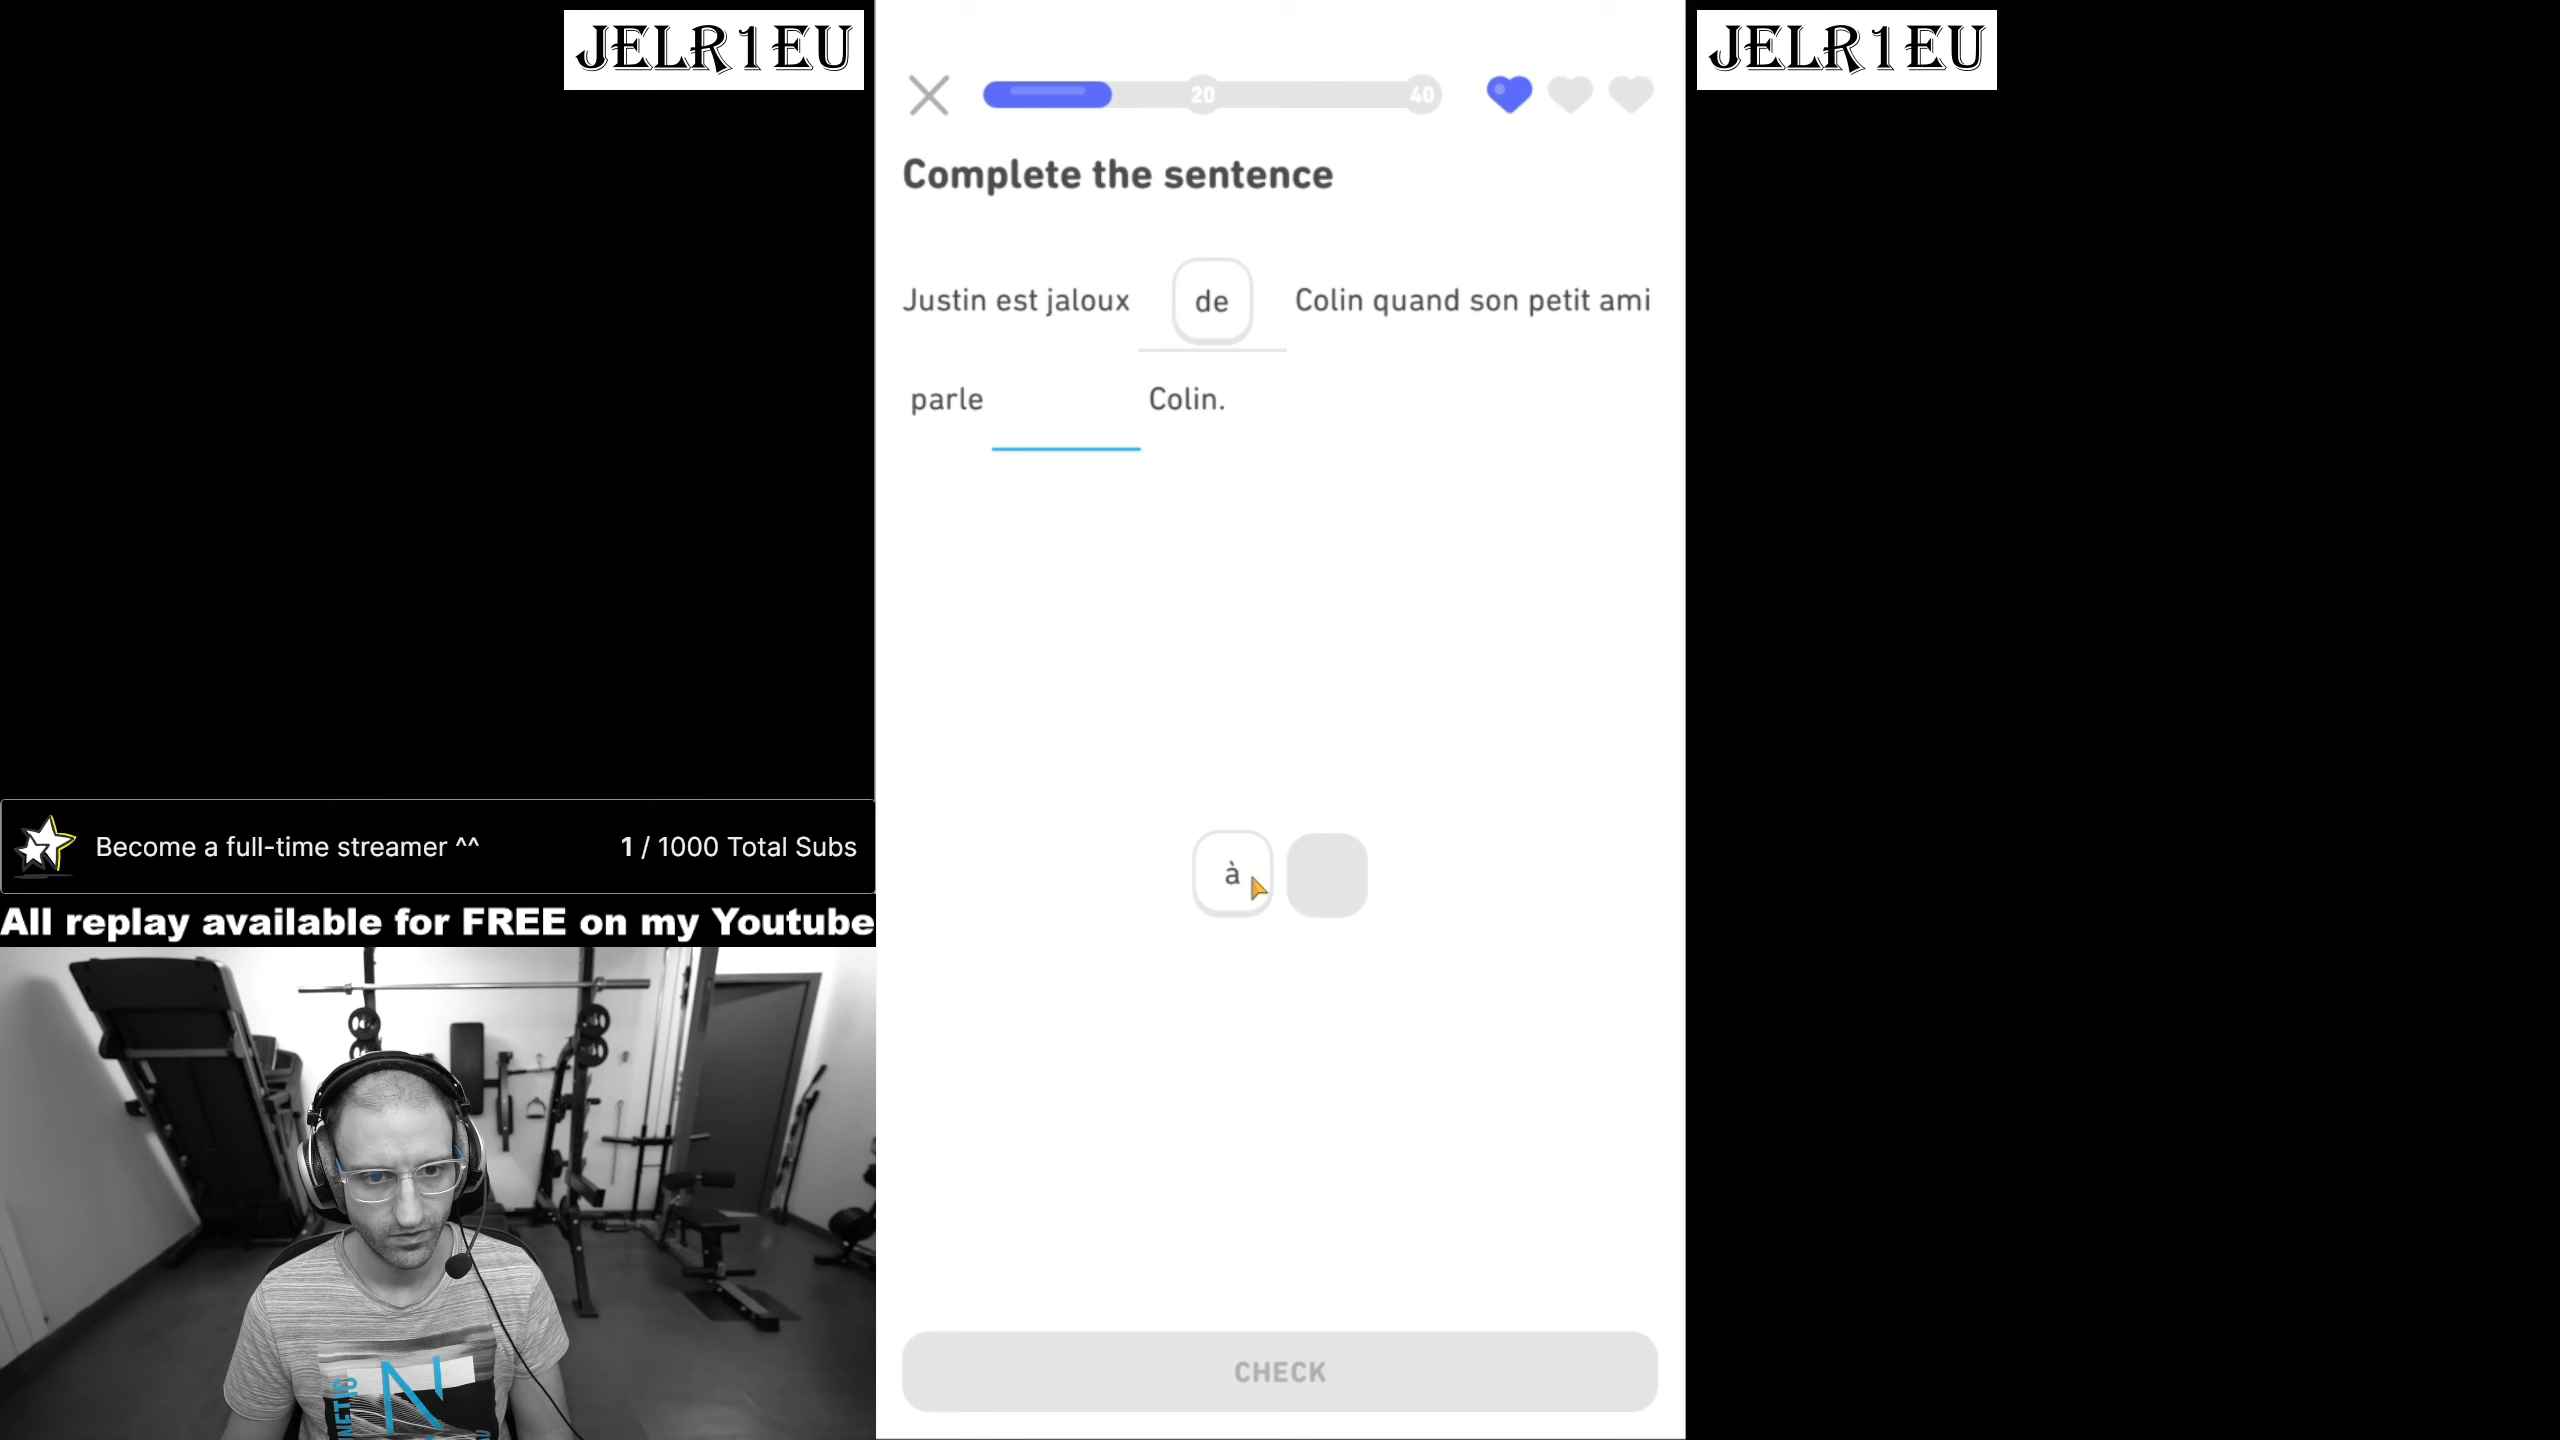 JELR1EU
JELR1EU
20
40
Complete the sentence
Justin est jaloux de Colin quand son petit ami
parle Colin.
à
CHECK
Become a full-time streamer ^^ 1 / 1000 Total Subs
All replay available for FREE on my Youtube
N